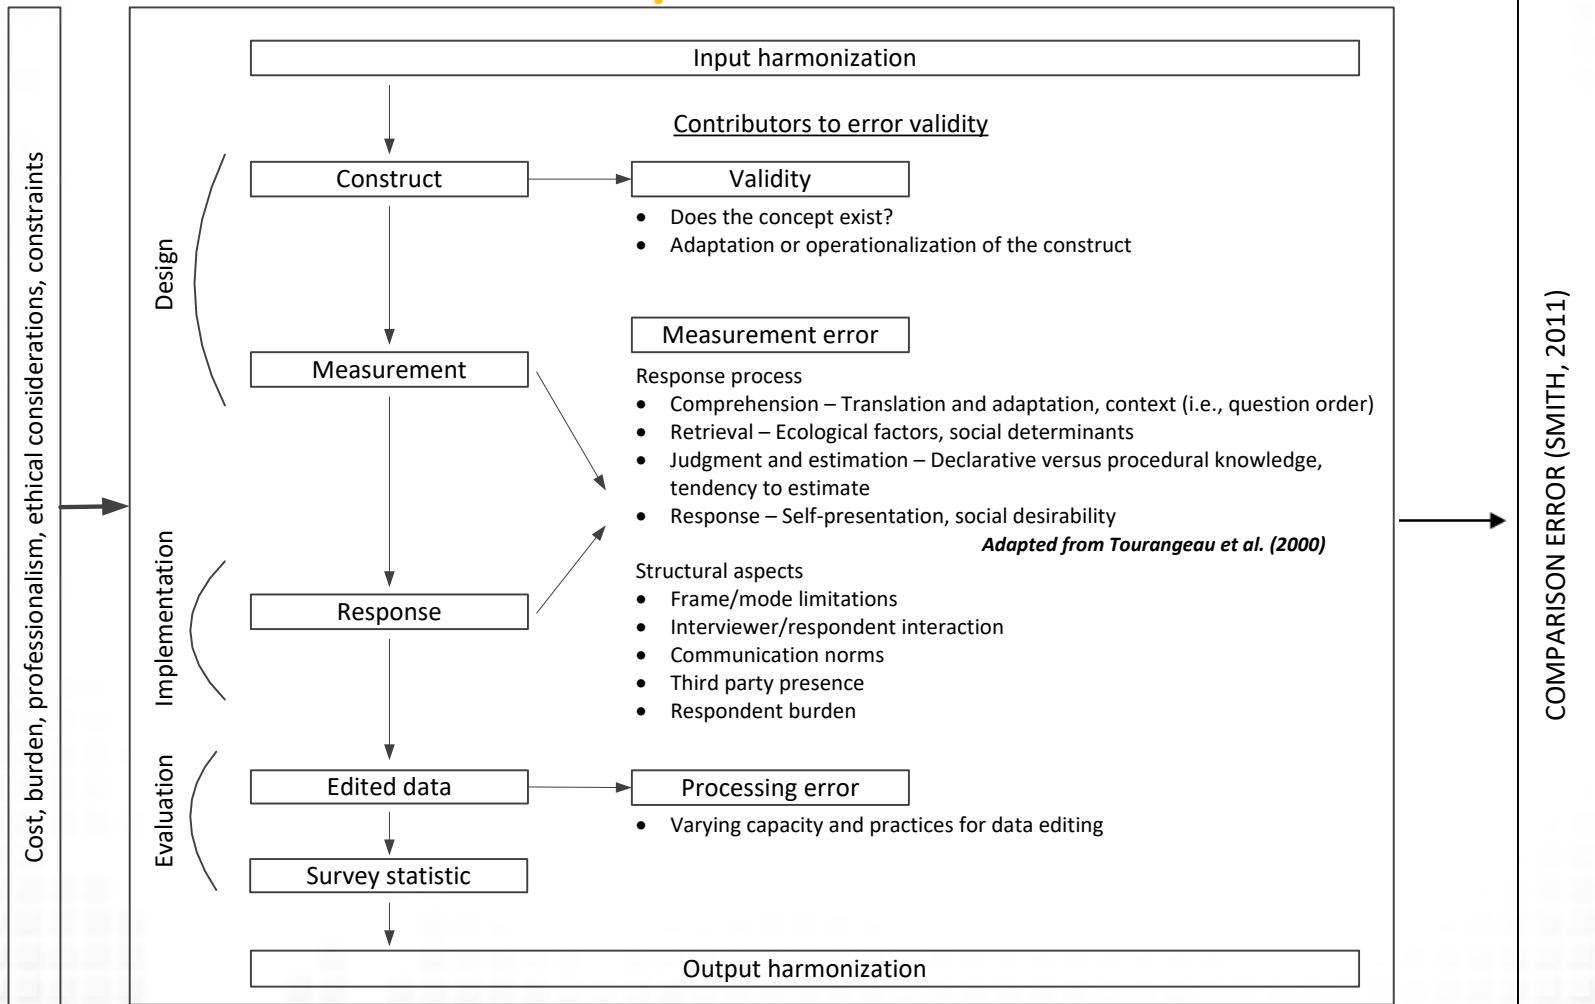 Cost, burden, professionalism, ethical considerations, constraints
Input harmonization
Contributors to error validity
Design
Construct
Validity
• Does the concept exist?
• Adaptation or operationalization of the construct
Measurement
Measurement error
Response process
• Comprehension – Translation and adaptation, context (i.e., question order)
• Retrieval – Ecological factors, social determinants
• Judgment and estimation – Declarative versus procedural knowledge,
tendency to estimate
• Response – Self-presentation, social desirability
Adapted from Tourangeau et al. (2000)
Implementation
Response
Structural aspects
• Frame/mode limitations
• Interviewer/respondent interaction
• Communication norms
• Third party presence
• Respondent burden
Evaluation
Edited data
Processing error
• Varying capacity and practices for data editing
Survey statistic
Output harmonization
COMPARISON ERROR (SMITH, 2011)